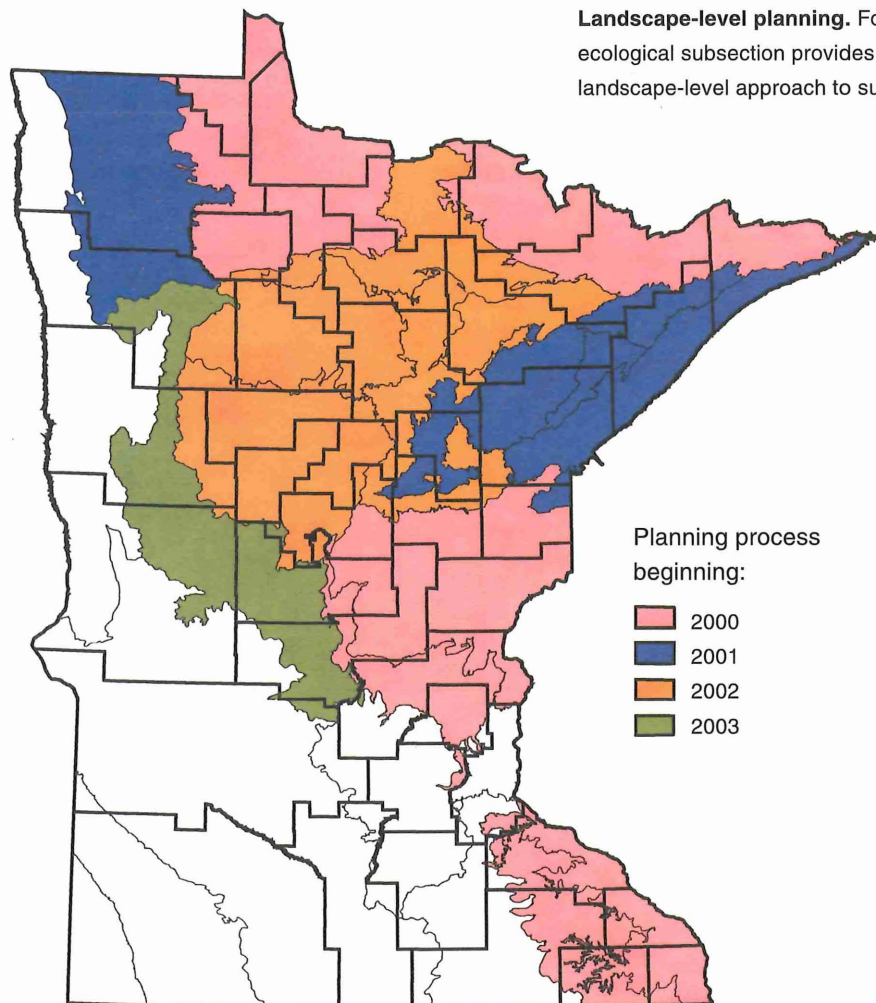 Landscape-level planning. Fo
ecological subsection provides
landscape-level approach to su
Planning process
beginning:
2000
2001
2002
2003